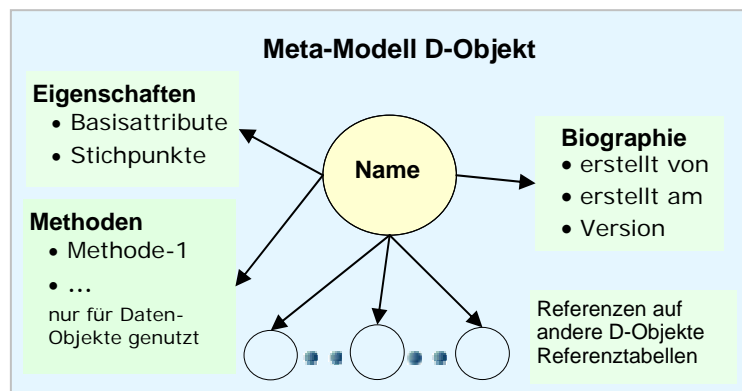 Meta-Modell D-Objekt
Eigenschaften
• Basisattribute
• Stichpunkte
Name
Biographie
• erstellt von
• erstellt am
• Version
Methoden
• Methode-1
• ...
nur für Daten-
Objekte genutzt
Referenzen auf
andere D-Objekte
Referenztabellen